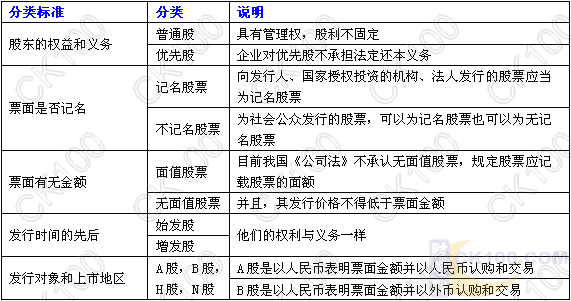 分类标准 分类 说明
股东的权益和义务
普通股 具有管理权，股利不固定
优先股 企业对优先股不承担法定还本义务
票面是否记名
记名股票
向发行人、国家授权投资的机构、法人发行的股票应当
为记名股票
不记名股票
为社会公众发行的股票，可以为记名股票也可以为无记
名股票
票面有无金额
面值股票
目前我国《公司法》不承认无面值股票，规定股票应记
载股票的面额
无面值股票 并且，其发行价格不得低于票面金额
发行时间的先后
始发股
增发股
他们的权利与义务一样
发行对象和上市地区
A股，B股，
H股，N股
A股是以人民币表明票面金额并以人民币认购和交易
B股是以人民币表明票面金额并以外币认购和交易
CK100
CK100.COM